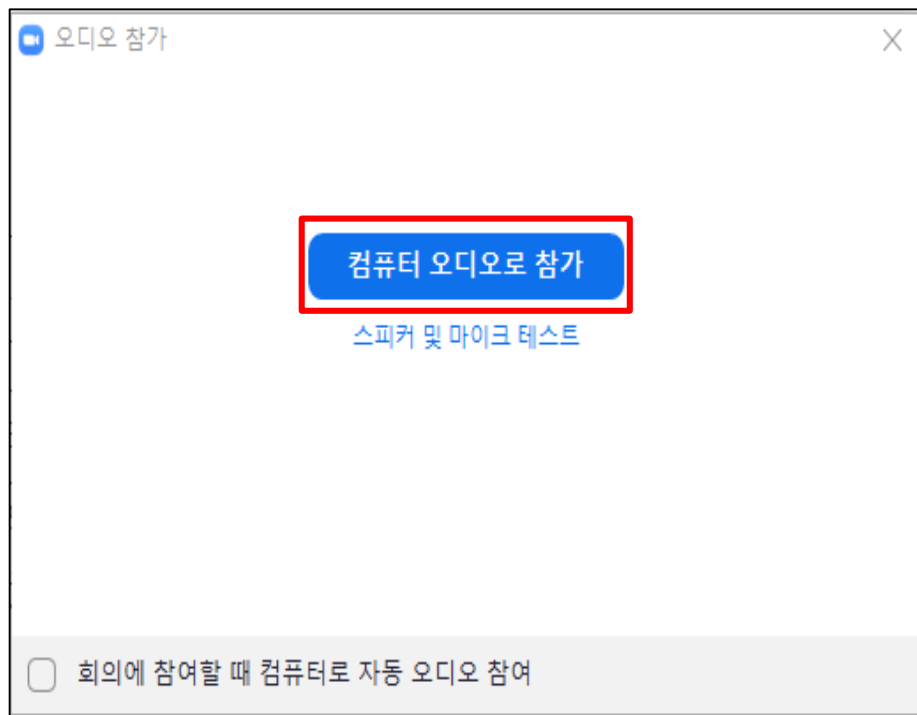 오디오 참가
컴퓨터 오디오로 참가
스피커 및 마이크 테스트
회의에 참여할 때 컴퓨터로 자동 오디오 참여